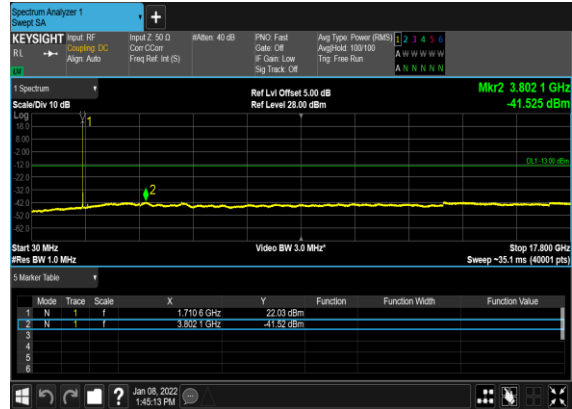 Spectrum Analyzer 1
Swept SA
KEYSIGHT Input: RF Input Z: 50 Ω #Atten: 40 dB PNO: Fast Avg Type: Power (RMS) 1 2 3 4 5 6
R L Coupling: DC Corr CCorr Gate: Off Avg|Hold: 100/100 A W W W W W
Align: Auto Freq Ref: Int (S) IF Gain: Low Trig: Free Run
Sig Track: Off A N N N N N
1 Spectrum Ref Lvl Offset 5.00 dB Mkr2 3.802 1 GHz
Scale/Div 10 dB Ref Level 28.00 dBm -41.525 dBm
Log
18.0 1
8.00
-2.00
-12.0 DL1 -13.00 dBm
-22.0
-32.0 2
-42.0
-52.0
-62.0
Start 30 MHz Video BW 3.0 MHz* Stop 17.800 GHz
#Res BW 1.0 MHz Sweep ~35.1 ms (40001 pts)
5 Marker Table
Mode Trace Scale X Y Function Function Width Function Value
1 N 1 f 1.710 6 GHz 22.03 dBm
2 N 1 f 3.802 1 GHz -41.52 dBm
3
4
5
6
? Jan 08, 2022
1:45:13 PM